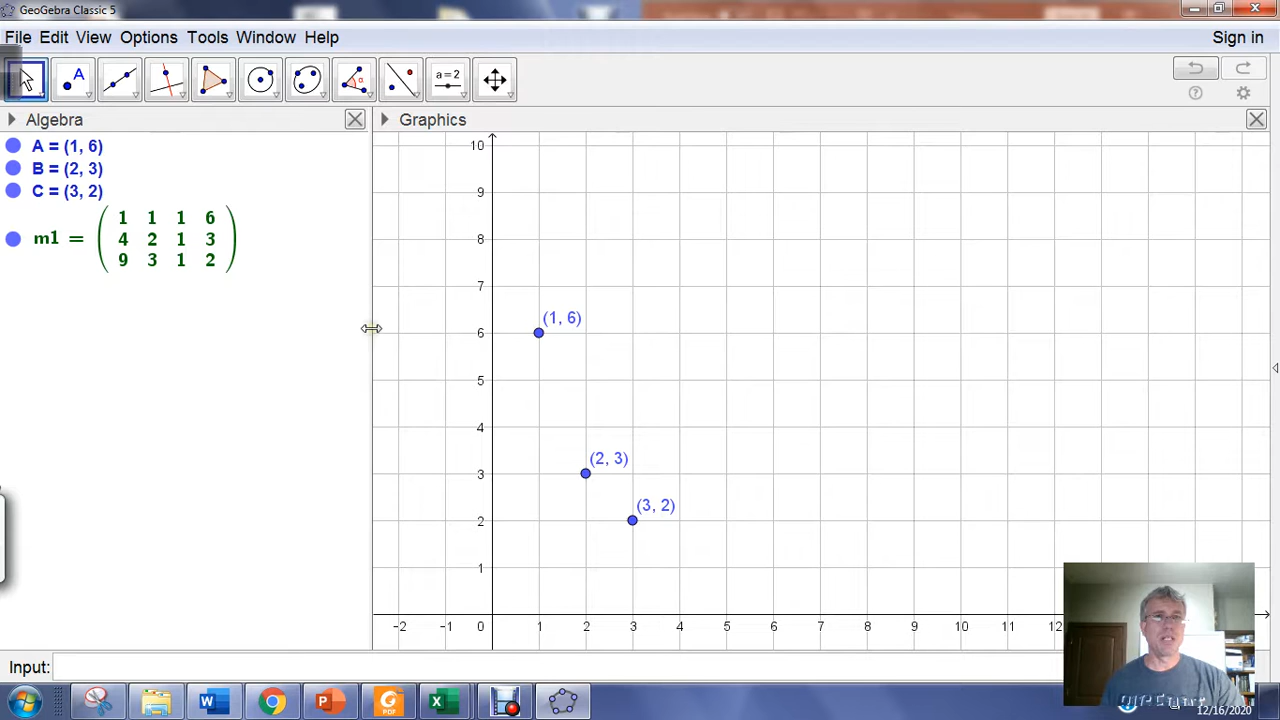 GeoGebra Classic 5
File Edit View Options Tools Window Help Sign in
A
α
a = 2
Algebra
Graphics
A = (1, 6)
B = (2, 3)
C = (3, 2)
1 1 1 6
m1 = 4 2 1 3
9 3 1 2
10
9
8
7
6
5
4
3
2
1
(1, 6)
(2, 3)
(3, 2)
-2 -1 0 1 2 3 4 5 6 7 8 9 10 11 12
Input:
W P PDF X
12/16/2020